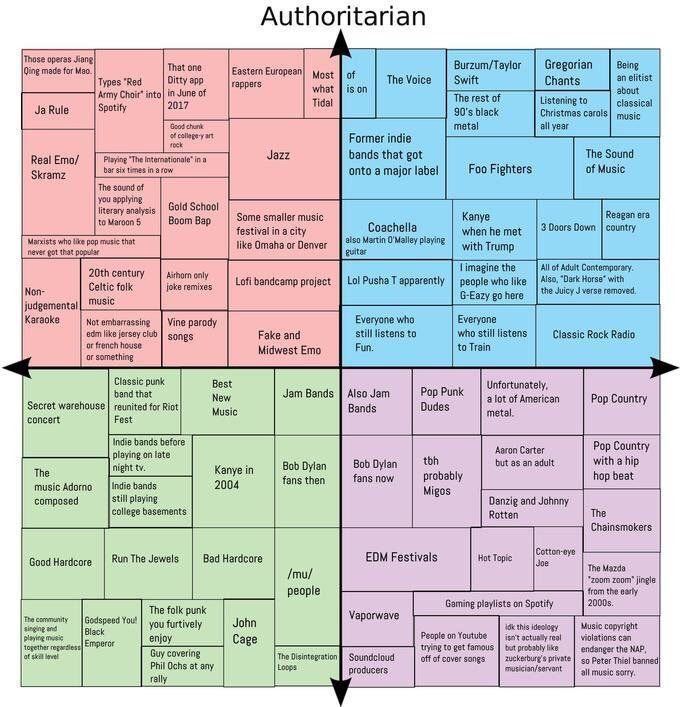 Authoritarian
Those operas Jiang
Qing made for Mao.
Types "Red
Army Choir" into
Spotify
That one
Ditty app
in June of
2017
Eastern European
rappers
Most
what
Tidal
of
is on
The Voice
Burzum/Taylor
Swift
Gregorian
Chants
Being
an elitist
about
classical
music
Ja Rule
Good chunk
of college-y art
rock
The rest of
90's black
metal
Listening to
Christmas carols
all year
Real Emo/
Skramz
Playing "The Internationale" in a
bar six times in a row
Jazz
Former indie
bands that got
onto a major label
Foo Fighters
The Sound
of Music
The sound of
you applying
literary analysis
to Maroon 5
Gold School
Boom Bap
Some smaller music
festival in a city
like Omaha or Denver
Coachella
also Martin O'Malley playing
guitar
Kanye
when he met
with Trump
3 Doors Down
Reagan era
country
Marxists who like pop music that
never got that popular
Non-
judgemental
Karaoke
20th century
Celtic folk
music
Airhorn only
joke remixes
Lofi bandcamp project
Lol Pusha T apparently
I imagine the
people who like
G-Eazy go here
All of Adult Contemporary.
Also, "Dark Horse" with
the Juicy J verse removed.
Not embarrassing
edm like jersey club
or french house
or something
Vine parody
songs
Fake and
Midwest Emo
Everyone who
still listens to
Fun.
Everyone
who still listens
to Train
Classic Rock Radio
Secret warehouse
concert
Classic punk
band that
reunited for Riot
Fest
Best
New
Music
Jam Bands
Also Jam
Bands
Pop Punk
Dudes
Unfortunately,
a lot of American
metal.
Pop Country
Indie bands before
playing on late
night tv.
The
music Adorno
composed
Indie bands
still playing
college basements
Kanye in
2004
Bob Dylan
fans then
Bob Dylan
fans now
tbh
probably
Migos
Aaron Carter
but as an adult
Pop Country
with a hip
hop beat
Danzig and Johnny
Rotten
The
Chainsmokers
Good Hardcore
Run The Jewels
Bad Hardcore
/mu/
people
EDM Festivals
Hot Topic
Cotton-eye
Joe
The Mazda
"zoom zoom" jingle
from the early
2000s.
The community
singing and
playing music
together regardless
of skill level
Godspeed You!
Black
Emperor
The folk punk
you furtively
enjoy
John
Cage
Vaporwave
Gaming playlists on Spotify
Guy covering
Phil Ochs at any
rally
The Disintegration
Loops
Soundcloud
producers
People on Youtube
trying to get famous
off of cover songs
idk this ideology
isn't actually real
but probably like
zuckerburg's private
musician/servant
Music copyright
violations can
endanger the NAP,
so Peter Thiel banned
all music sorry.